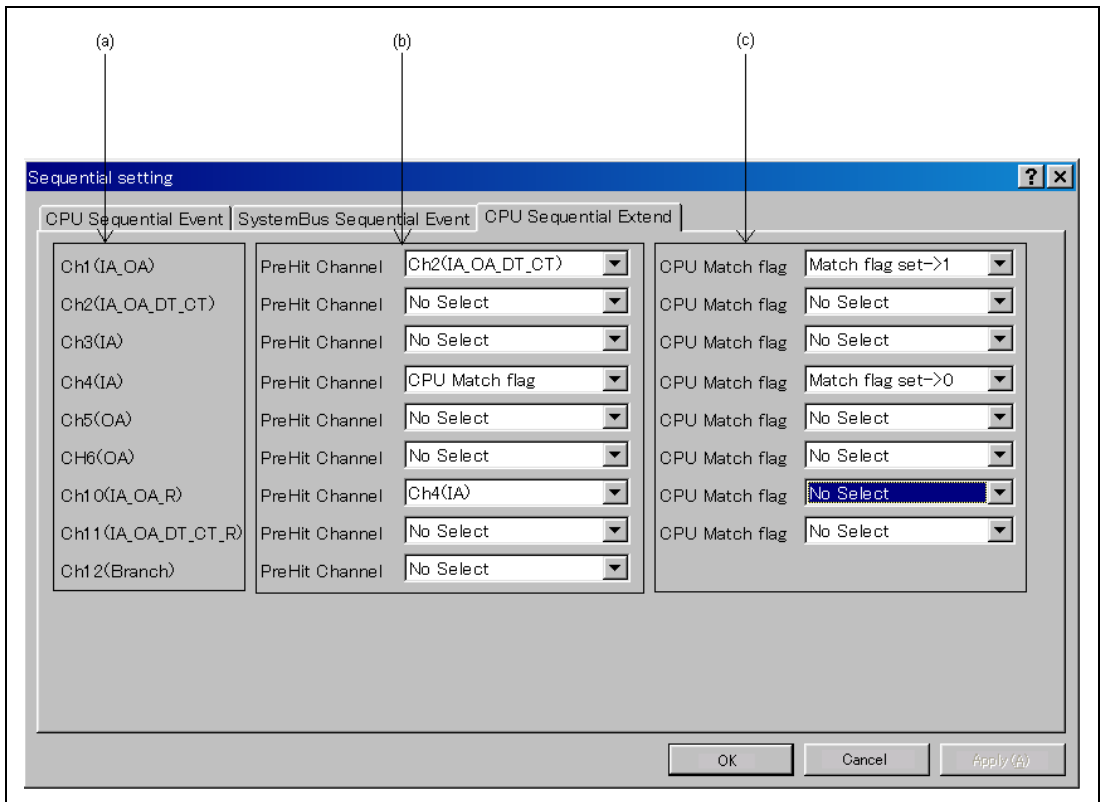 (a) (b) (c)
Sequential setting
CPU Sequential Event SystemBus Sequential Event CPU Sequential Extend
Ch1(IA_OA) PreHit Channel Ch2(IA_OA_DT_CT) CPU Match flag Match flag set->1
Ch2(IA_OA_DT_CT) PreHit Channel No Select CPU Match flag No Select
Ch3(IA) PreHit Channel No Select CPU Match flag No Select
Ch4(IA) PreHit Channel CPU Match flag CPU Match flag Match flag set->0
Ch5(OA) PreHit Channel No Select CPU Match flag No Select
CH6(OA) PreHit Channel No Select CPU Match flag No Select
Ch10(IA_OA_R) PreHit Channel Ch4(IA) CPU Match flag No Select
Ch11(IA_OA_DT_CT_R) PreHit Channel No Select CPU Match flag No Select
Ch12(Branch) PreHit Channel No Select
OK Cancel Apply(A)